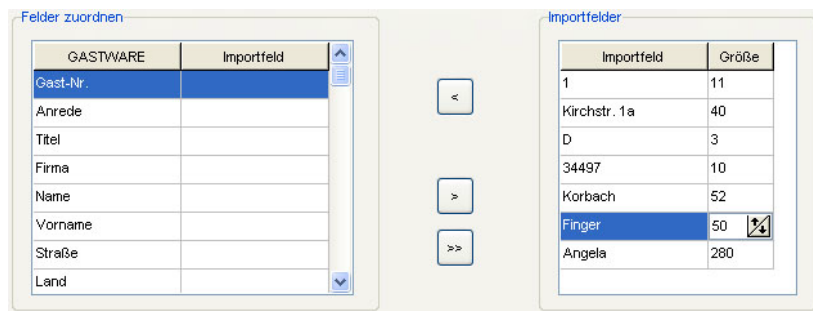 Felder zuordnen
GASTWARE Importfeld
Gast-Nr.
Anrede
Titel
Firma
Name
Vorname
Straße
Land
<
>
>>
Importfelder
Importfeld Größe
1 11
Kirchstr. 1a 40
D 3
34497 10
Korbach 52
Finger 50
Angela 280